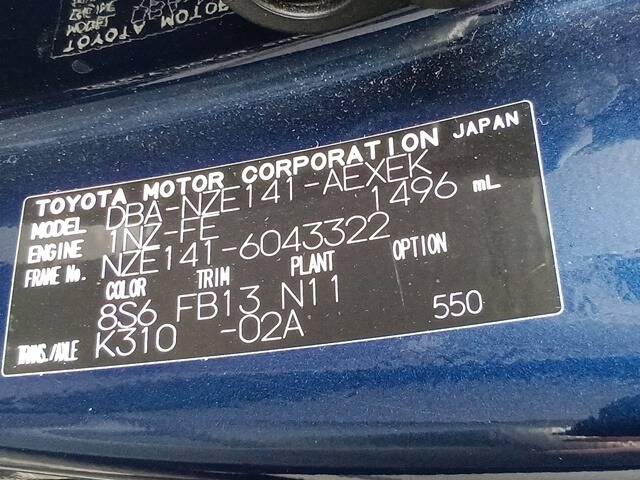 TOYOTA MOTOR CORPORATION JAPAN
MODEL DBA-NZE141-AEXEK
ENGINE 1NZ-FE 1496 mL
FRAME No. NZE141-6043322
COLOR TRIM PLANT OPTION
8S6 FB13 N11
TRANS./AXLE K310 -02A 550